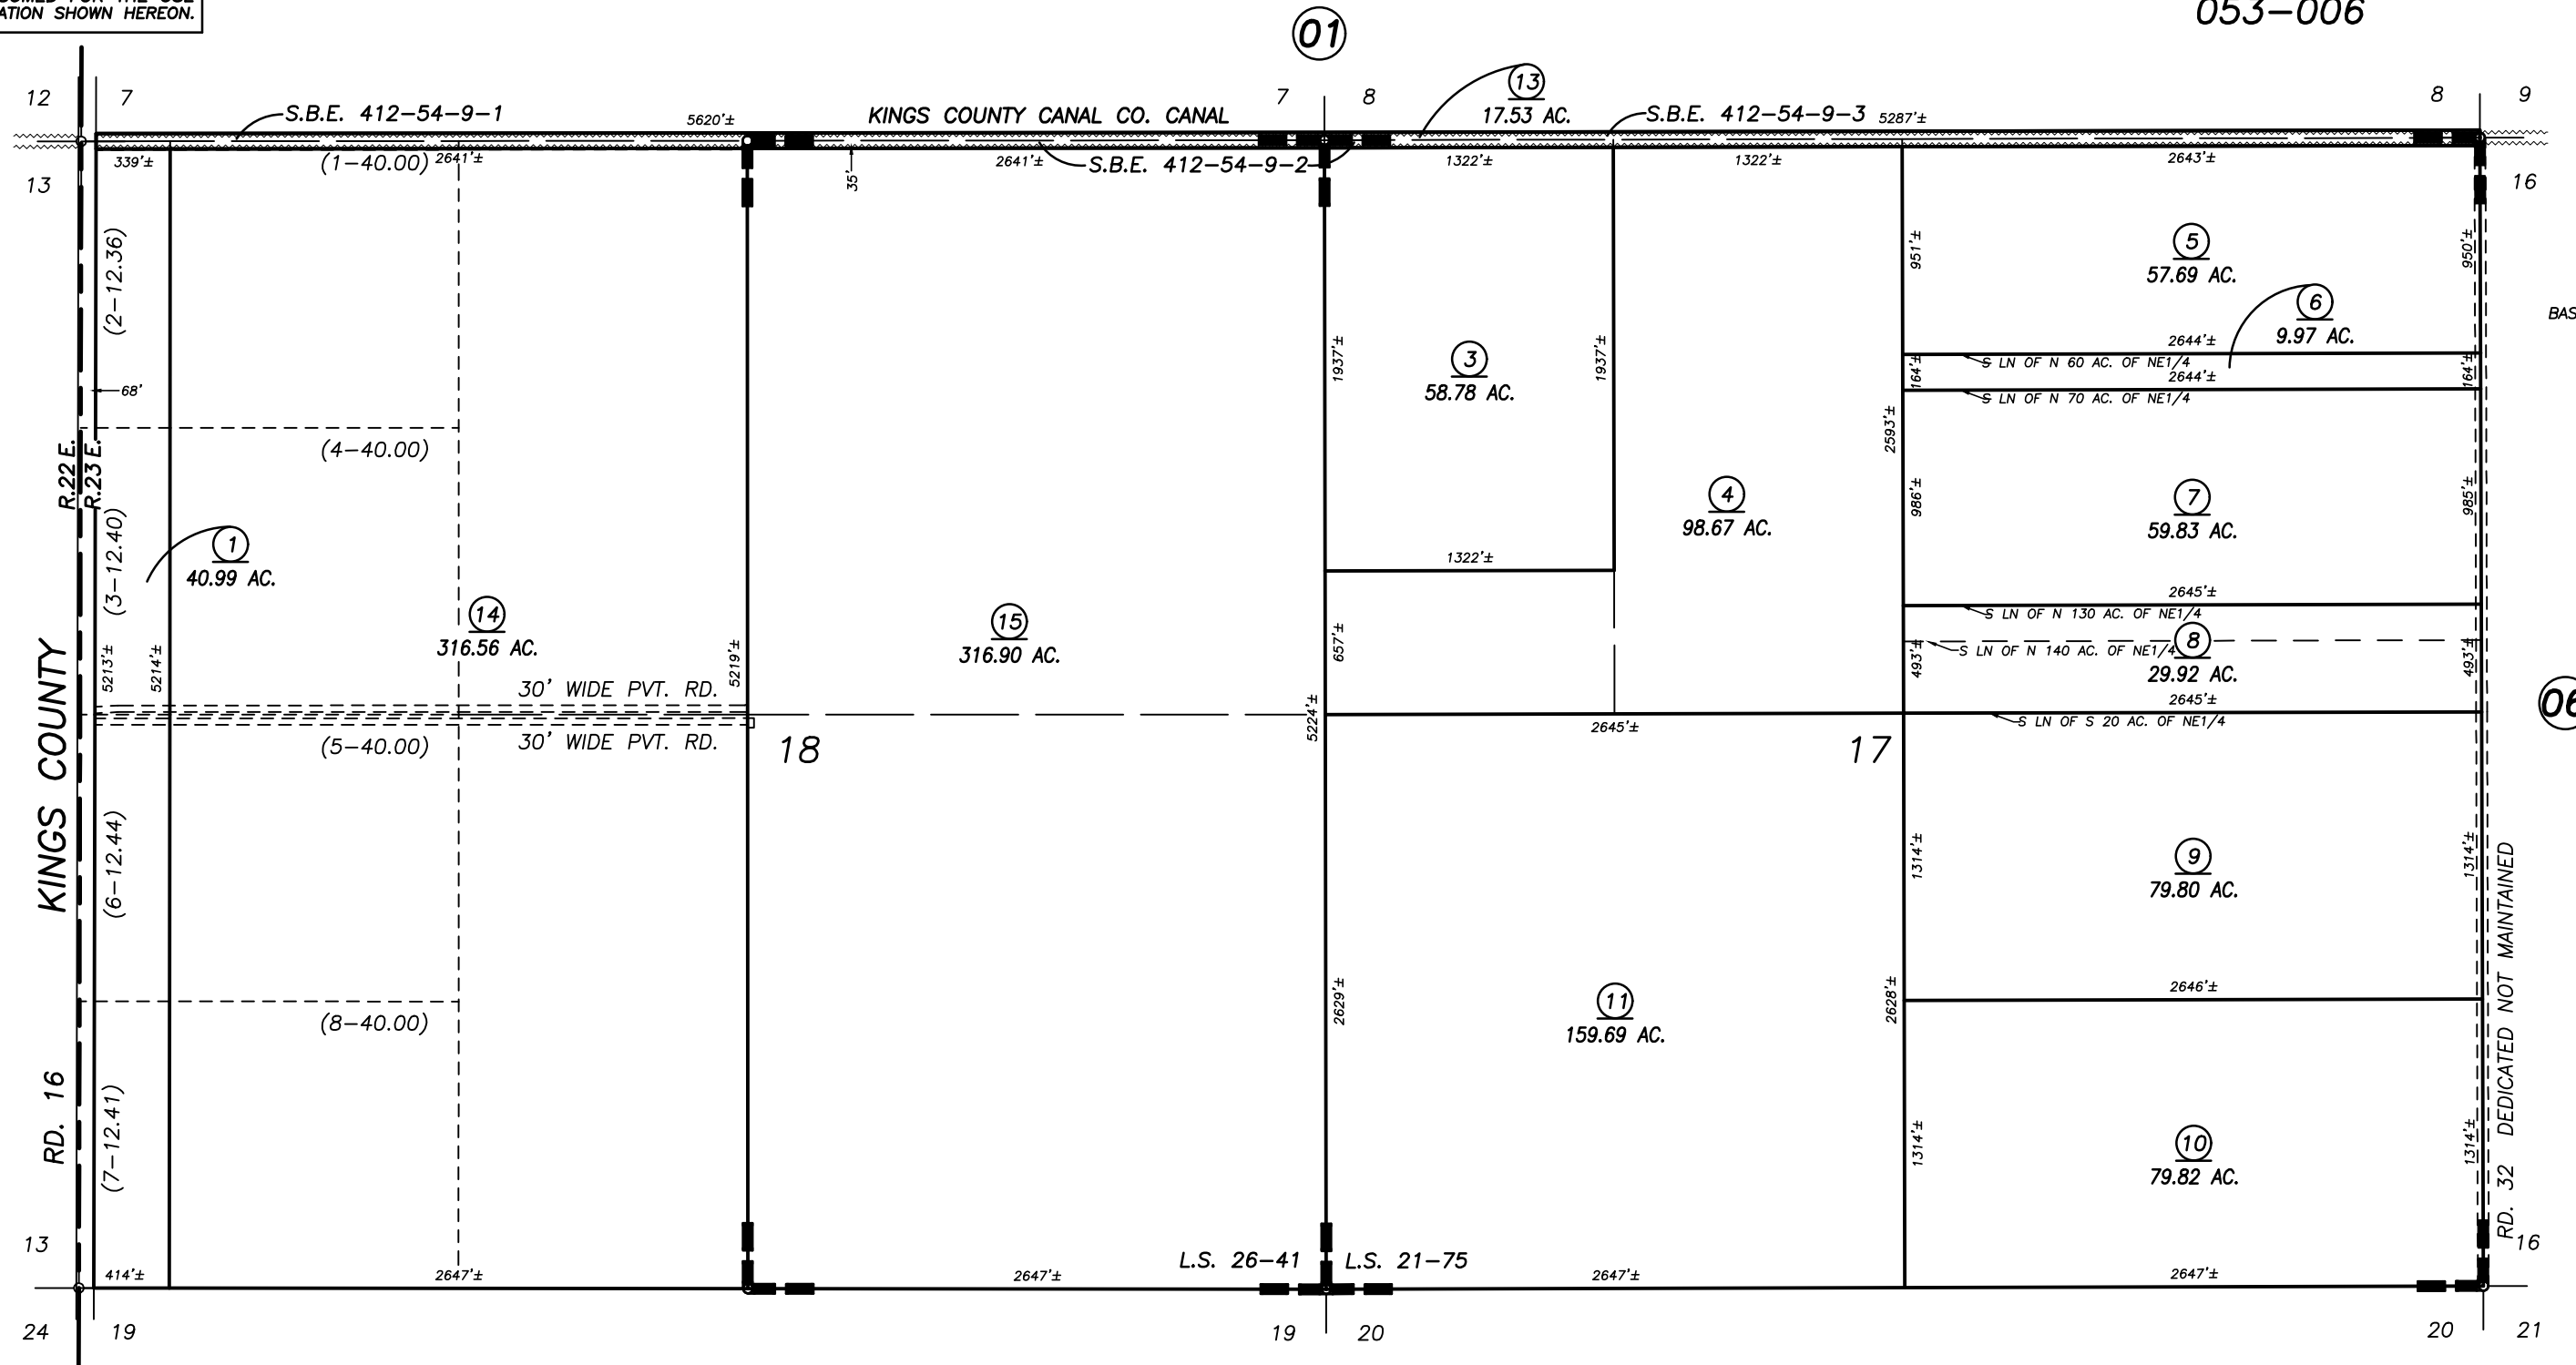 ATION SHOWN HEREON.
053-006
01
12
7
S.B.E. 412-54-9-1
5620'±
KINGS COUNTY CANAL CO. CANAL
7
8
13
17.53 AC.
S.B.E. 412-54-9-3
5287'±
8
9
339'±
(1-40.00)
2641'±
35'
2641'±
S.B.E. 412-54-9-2
1322'±
1322'±
2643'±
13
16
(2-12.36)
68'
R.22 E.
R.23 E.
(4-40.00)
(3-12.40)
1
40.99 AC.
14
316.56 AC.
5213'±
5214'±
5219'±
30' WIDE PVT. RD.
30' WIDE PVT. RD.
(5-40.00)
18
15
316.90 AC.
KINGS COUNTY
RD. 16
(6-12.44)
(8-40.00)
(7-12.41)
1937'±
3
58.78 AC.
1937'±
1322'±
657'±
5224'±
4
98.67 AC.
2593'±
2645'±
17
951'±
5
57.69 AC.
950'±
6
9.97 AC.
BAS
2644'±
S LN OF N 60 AC. OF NE1/4
164'±
164'±
2644'±
S LN OF N 70 AC. OF NE1/4
986'±
7
59.83 AC.
985'±
2645'±
S LN OF N 130 AC. OF NE1/4
S LN OF N 140 AC. OF NE1/4
493'±
8
29.92 AC.
493'±
2645'±
S LN OF S 20 AC. OF NE1/4
06
1314'±
9
79.80 AC.
1314'±
2629'±
11
159.69 AC.
2628'±
2646'±
1314'±
10
79.82 AC.
1314'±
RD. 32 DEDICATED NOT MAINTAINED
13
L.S. 26-41
L.S. 21-75
16
414'±
2647'±
2647'±
2647'±
2647'±
24
19
19
20
20
21